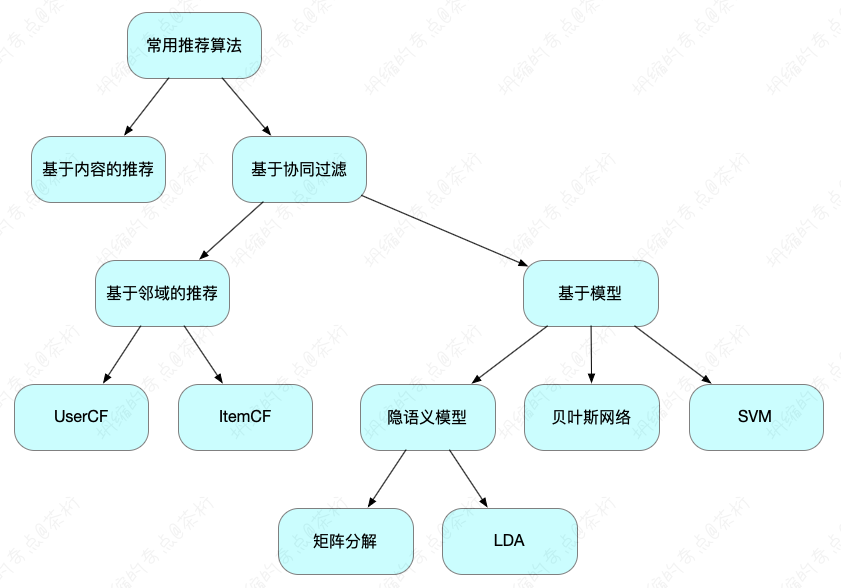 常用推荐算法
基于内容的推荐
基于协同过滤
基于邻域的推荐
基于模型
UserCF
ItemCF
隐语义模型
贝叶斯网络
SVM
矩阵分解
LDA